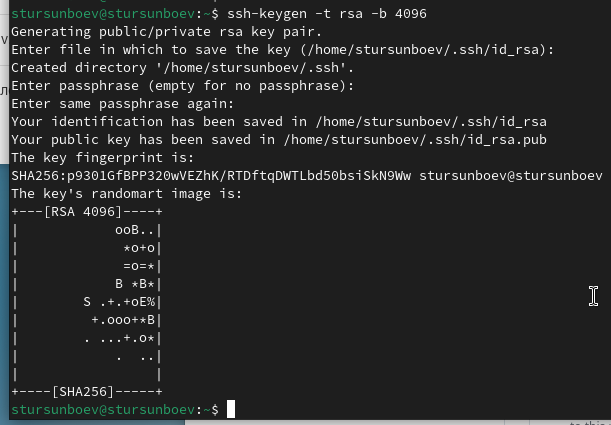 stursunboev@stursunboev:~$ ssh-keygen -t rsa -b 4096
Generating public/private rsa key pair.
Enter file in which to save the key (/home/stursunboev/.ssh/id_rsa):
Created directory '/home/stursunboev/.ssh'.
Enter passphrase (empty for no passphrase):
Enter same passphrase again:
Your identification has been saved in /home/stursunboev/.ssh/id_rsa
Your public key has been saved in /home/stursunboev/.ssh/id_rsa.pub
The key fingerprint is:
SHA256:p9301GfBPP320wVEZhK/RTDftqDWTLbd50bsiSkN9Ww stursunboev@stursunboev
The key's randomart image is:
+---[RSA 4096]----+
|            ooB..|
|             *o+o|
|             =o=*|
|            B *B*|
|        S .+.+oE%|
|         +.ooo+*B|
|        . ...+.o*|
|            .  ..|
|                 |
+----[SHA256]-----+
stursunboev@stursunboev:~$